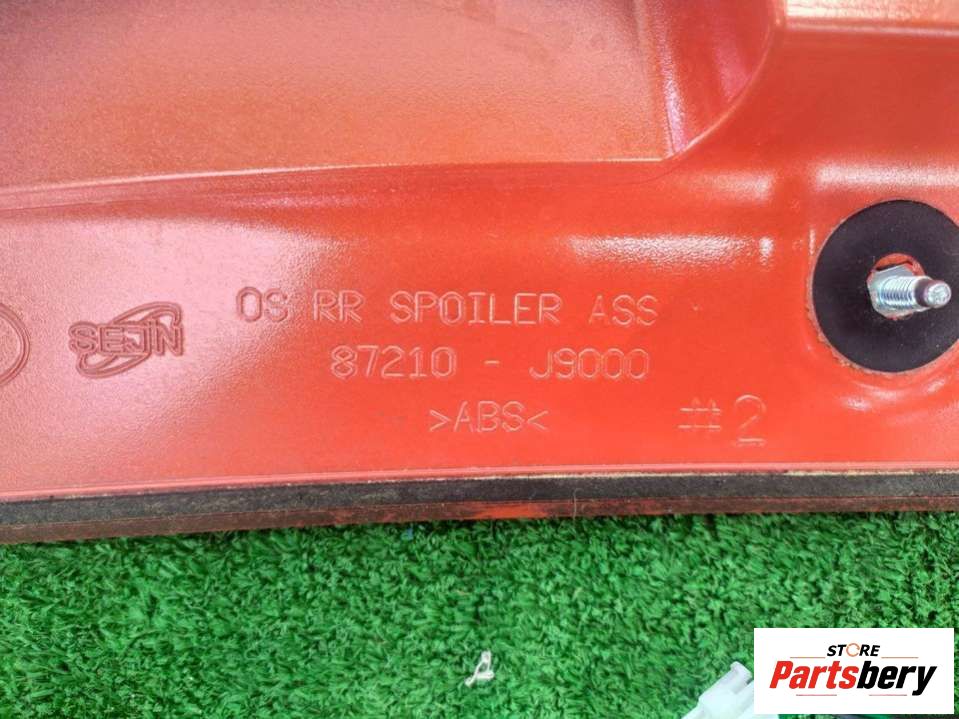 SEJIN
OS RR SPOILER ASS
87210 - J9000
>ABS<
#2
STORE
Partsbery